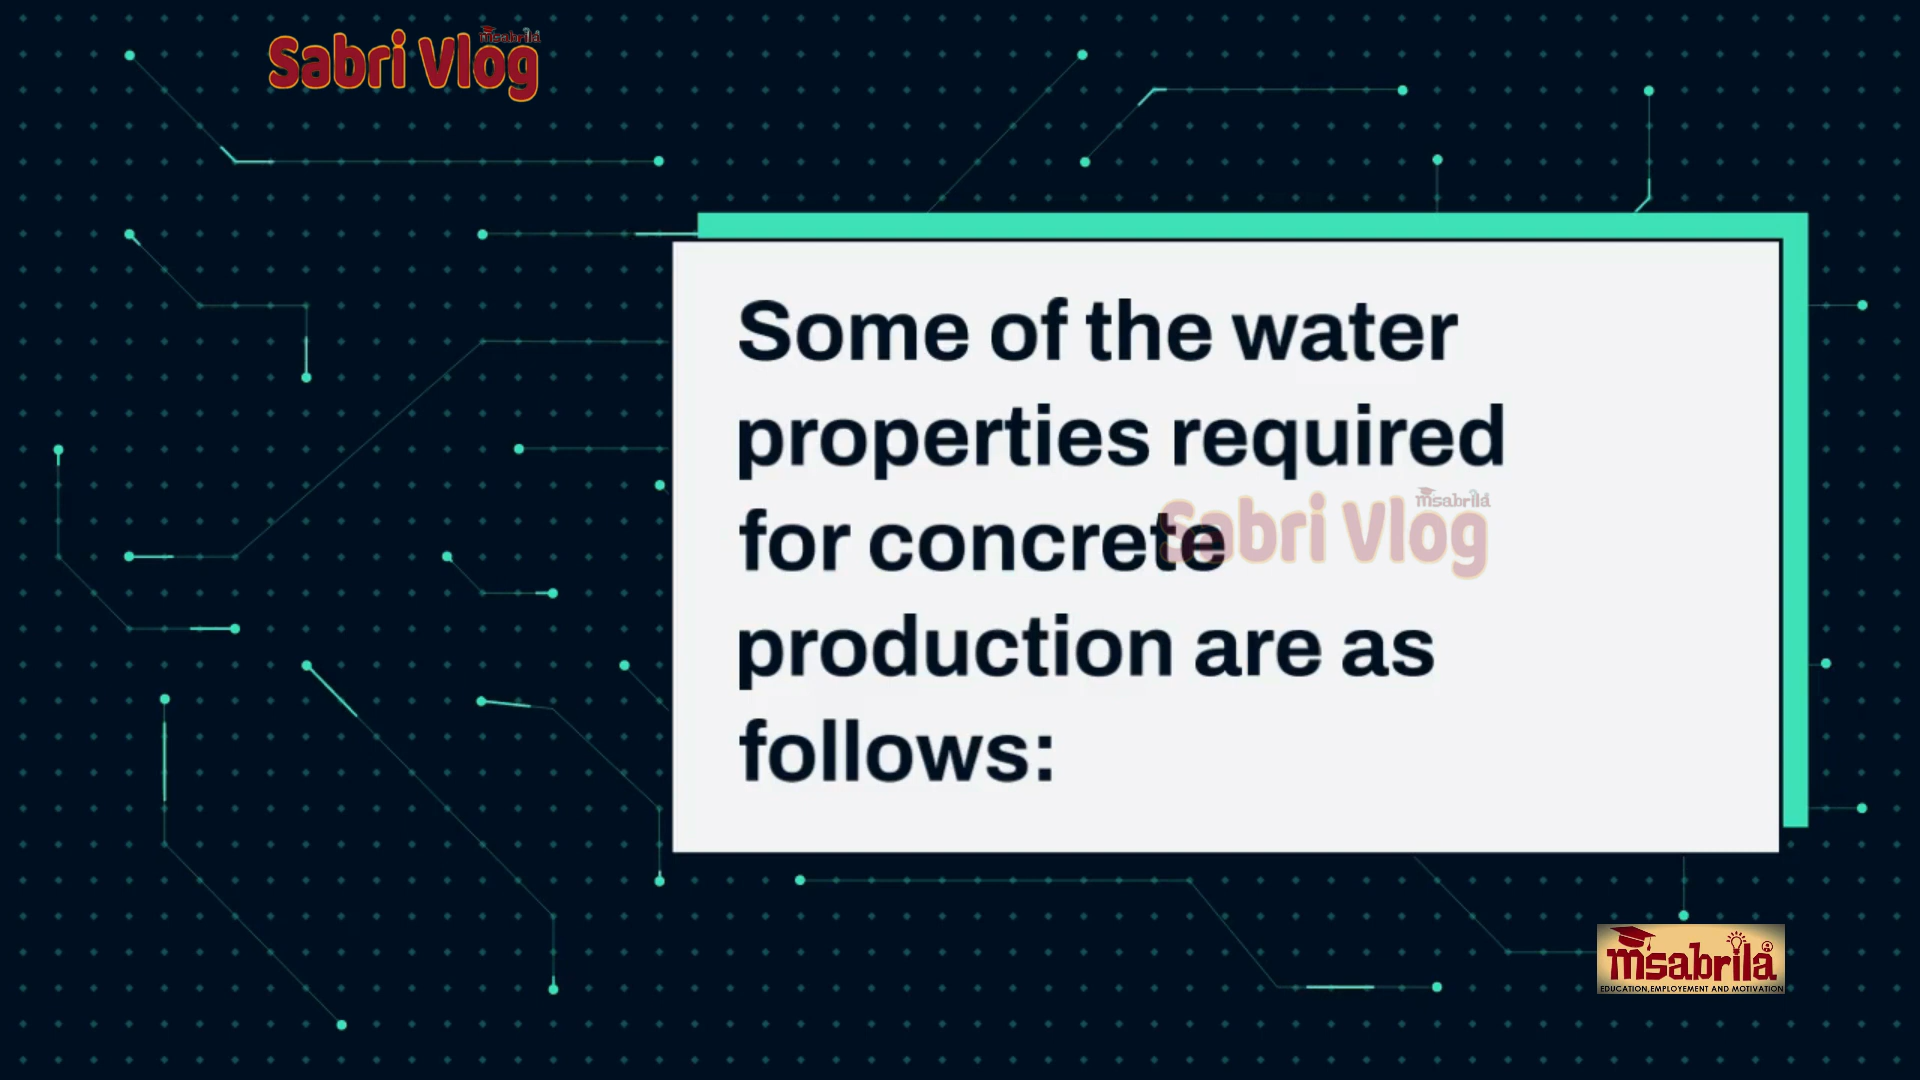 msabrila
Sabri Vlog
Some of the water
properties required
for concrete
production are as
follows:
msabrila
Sabri Vlog
msabrila
EDUCATION,EMPLOYEMENT AND MOTIVATION